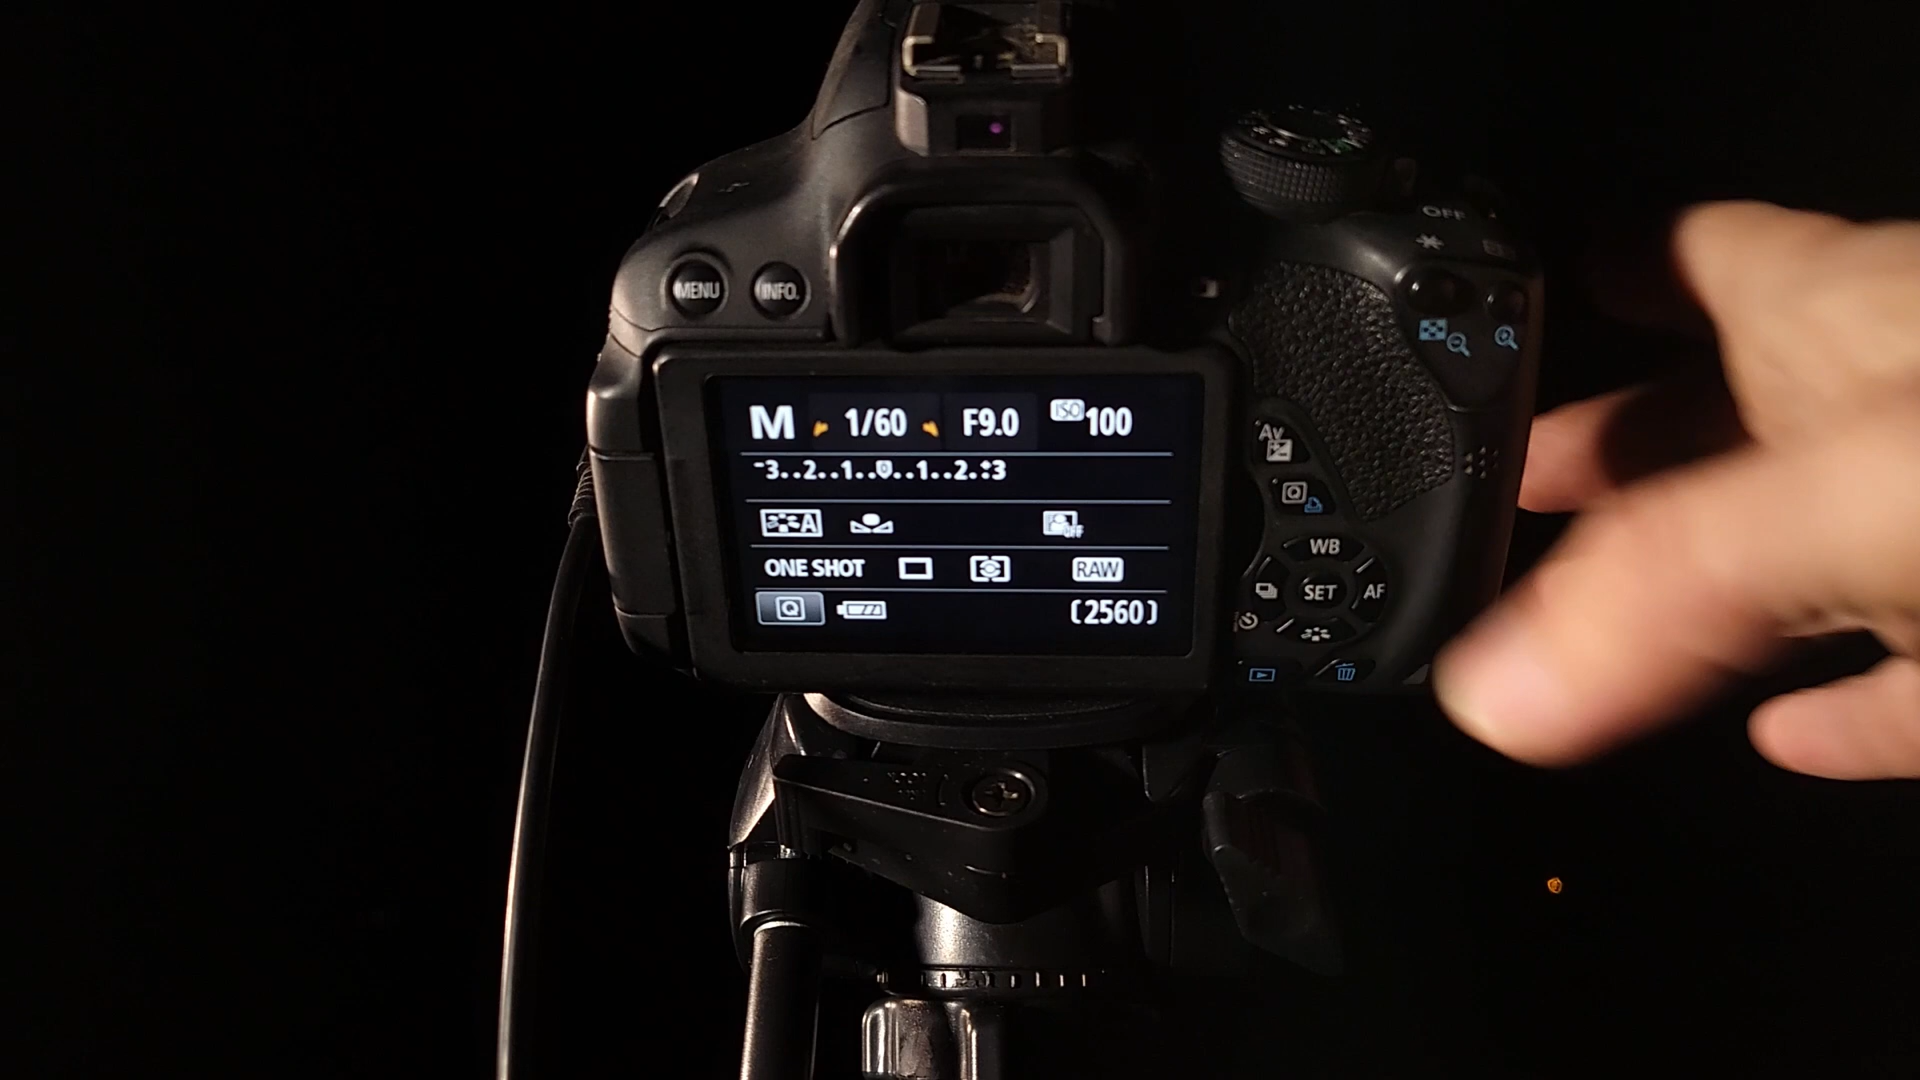 OFF
MENU INFO.
M 1/60 F9.0 ISO 100
-3..2..1..0..1..2..+3
Av
A OFF
Q
WB
ONE SHOT RAW
SET AF
Q [2560]